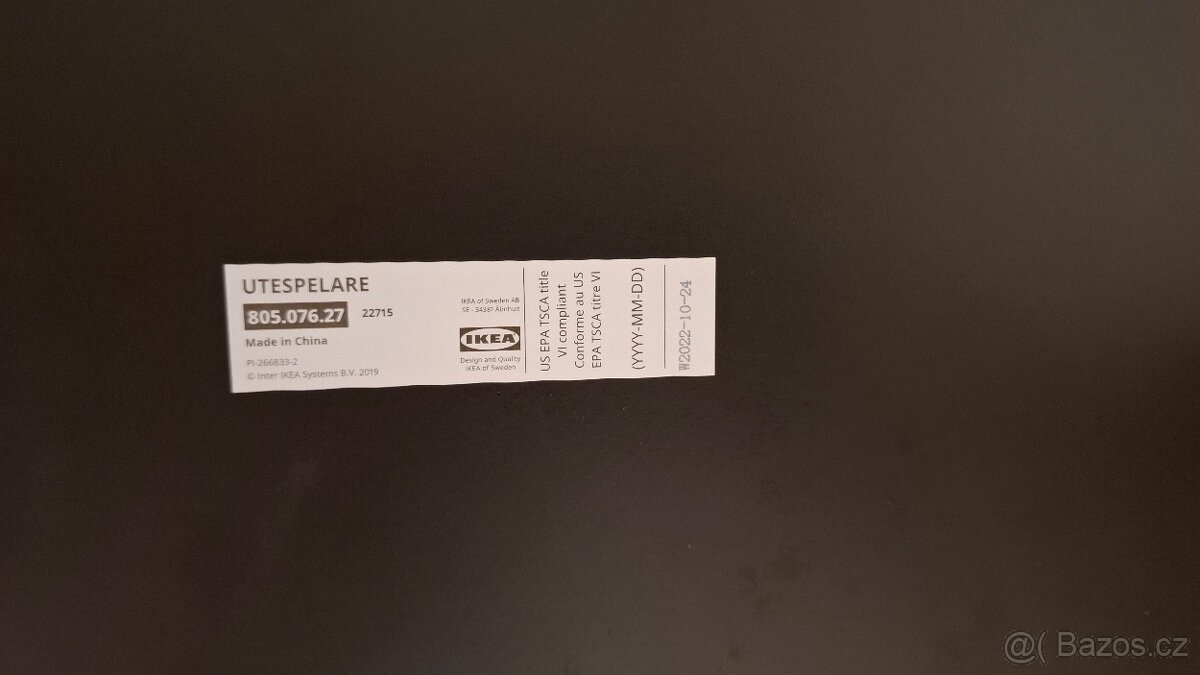 UTESPELARE
805.076.27 22715
Made in China
PI-266833-2
© Inter IKEA Systems B.V. 2019
IKEA of Sweden AB
SE - 34381 Älmhult
IKEA
Design and Quality
IKEA of Sweden
US EPA TSCA title
VI compliant
Conforme au US
EPA TSCA titre VI
(YYYY-MM-DD)
W2022-10-24
@( Bazos.cz